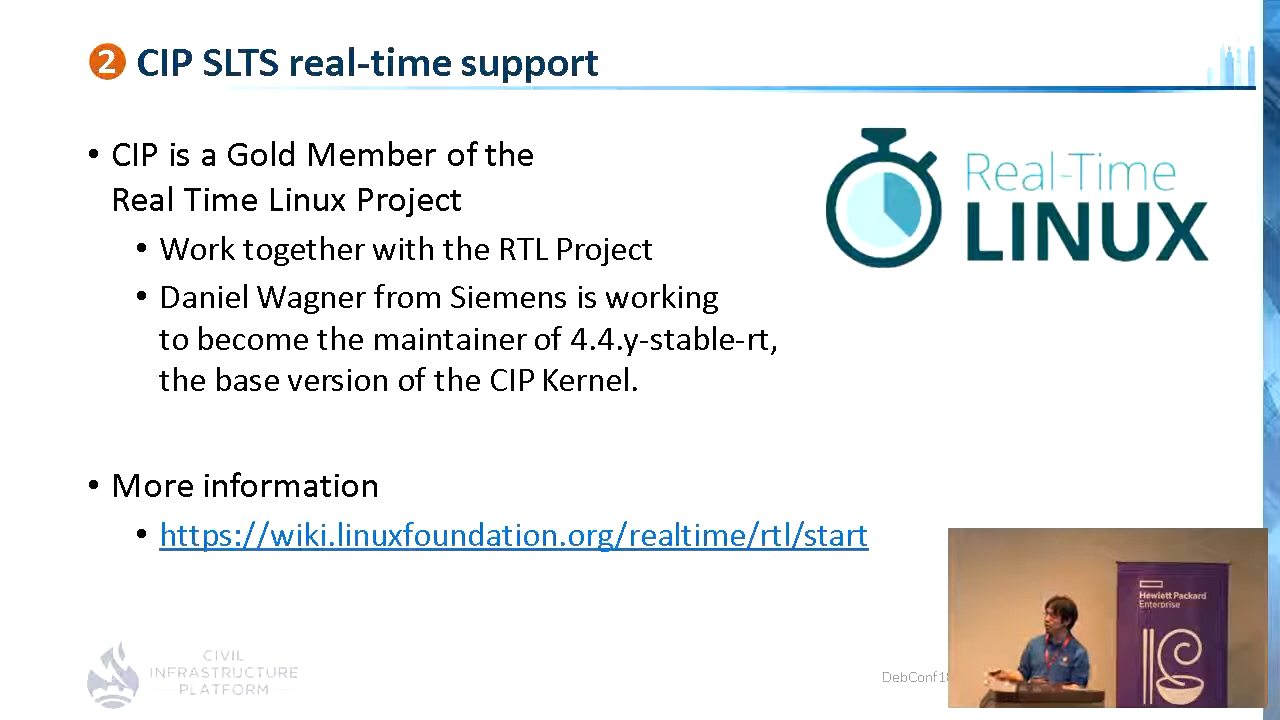 ❷ CIP SLTS real-time support
• CIP is a Gold Member of the
Real Time Linux Project
• Work together with the RTL Project
• Daniel Wagner from Siemens is working
to become the maintainer of 4.4.y-stable-rt,
the base version of the CIP Kernel.
• More information
• https://wiki.linuxfoundation.org/realtime/rtl/start
Real-Time
LINUX
CIVIL
INFRASTRUCTURE
PLATFORM
DebConf18
Hewlett Packard
Enterprise